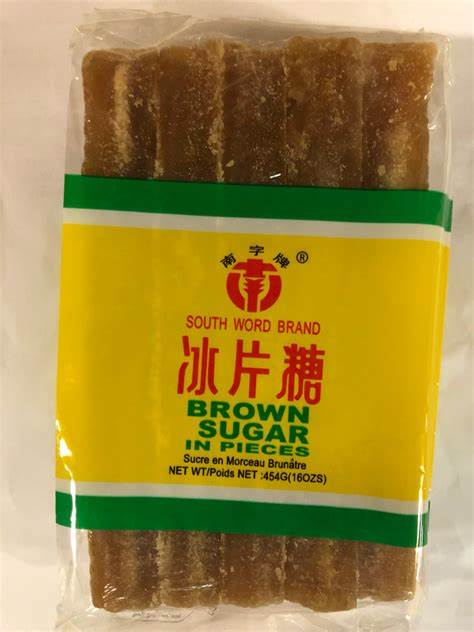 南字牌®
SOUTH WORD BRAND
冰片糖
BROWN
SUGAR
IN PIECES
Sucre en Morceau Brunâtre
NET WT/Poids NET :454G(16OZS)